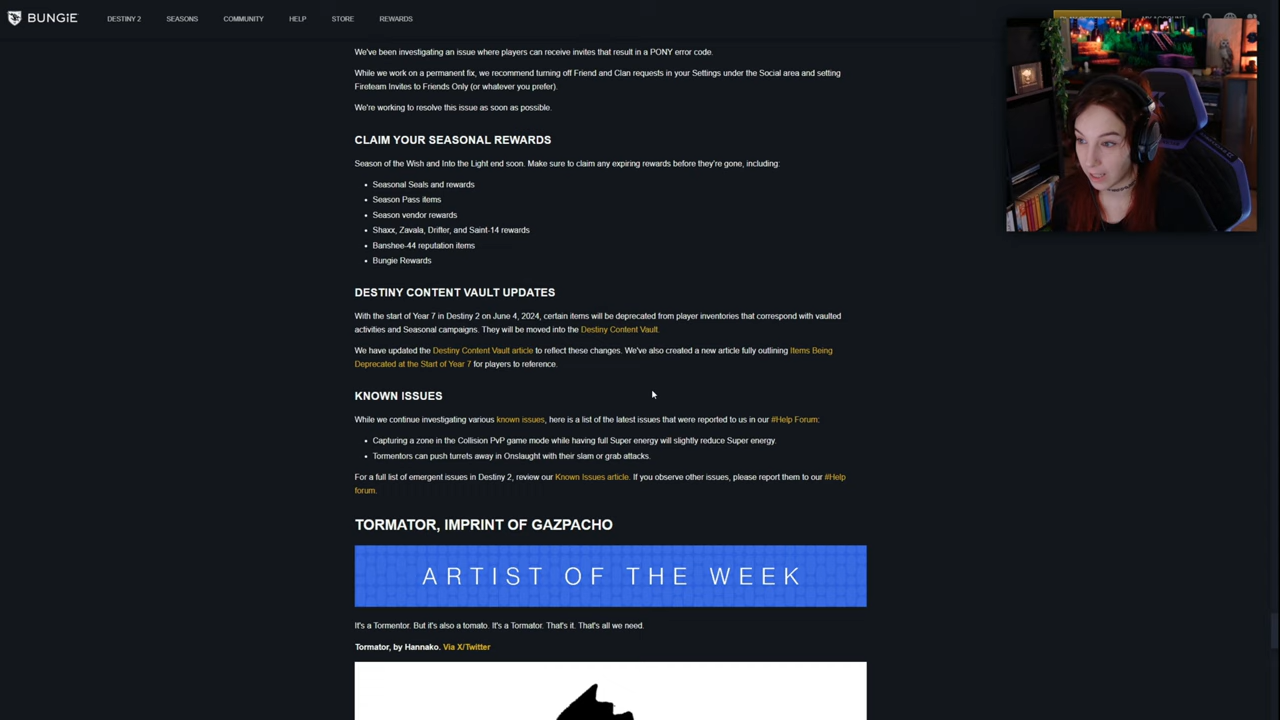 BUNGiE
DESTINY 2
SEASONS
COMMUNITY
HELP
STORE
REWARDS
MY ACCOUNT
We've been investigating an issue where players can receive invites that result in a PONY error code.
While we work on a permanent fix, we recommend turning off Friend and Clan requests in your Settings under the Social area and setting
Fireteam Invites to Friends Only (or whatever you prefer).
We're working to resolve this issue as soon as possible.
CLAIM YOUR SEASONAL REWARDS
Season of the Wish and Into the Light end soon. Make sure to claim any expiring rewards before they're gone, including:
• Seasonal Seals and rewards
• Season Pass items
• Season vendor rewards
• Shaxx, Zavala, Drifter, and Saint-14 rewards
• Banshee-44 reputation items
• Bungie Rewards
DESTINY CONTENT VAULT UPDATES
With the start of Year 7 in Destiny 2 on June 4, 2024, certain items will be deprecated from player inventories that correspond with vaulted
activities and Seasonal campaigns. They will be moved into the Destiny Content Vault.
We have updated the Destiny Content Vault article to reflect these changes. We've also created a new article fully outlining Items Being
Deprecated at the Start of Year 7 for players to reference.
KNOWN ISSUES
While we continue investigating various known issues, here is a list of the latest issues that were reported to us in our #Help Forum:
• Capturing a zone in the Collision PvP game mode while having full Super energy will slightly reduce Super energy.
• Tormentors can push turrets away in Onslaught with their slam or grab attacks.
For a full list of emergent issues in Destiny 2, review our Known Issues article. If you observe other issues, please report them to our #Help
forum.
TORMATOR, IMPRINT OF GAZPACHO
ARTIST OF THE WEEK
It's a Tormentor. But it's also a tomato. It's a Tormator. That's it. That's all we need.
Tormator, by Hannako. Via X/Twitter